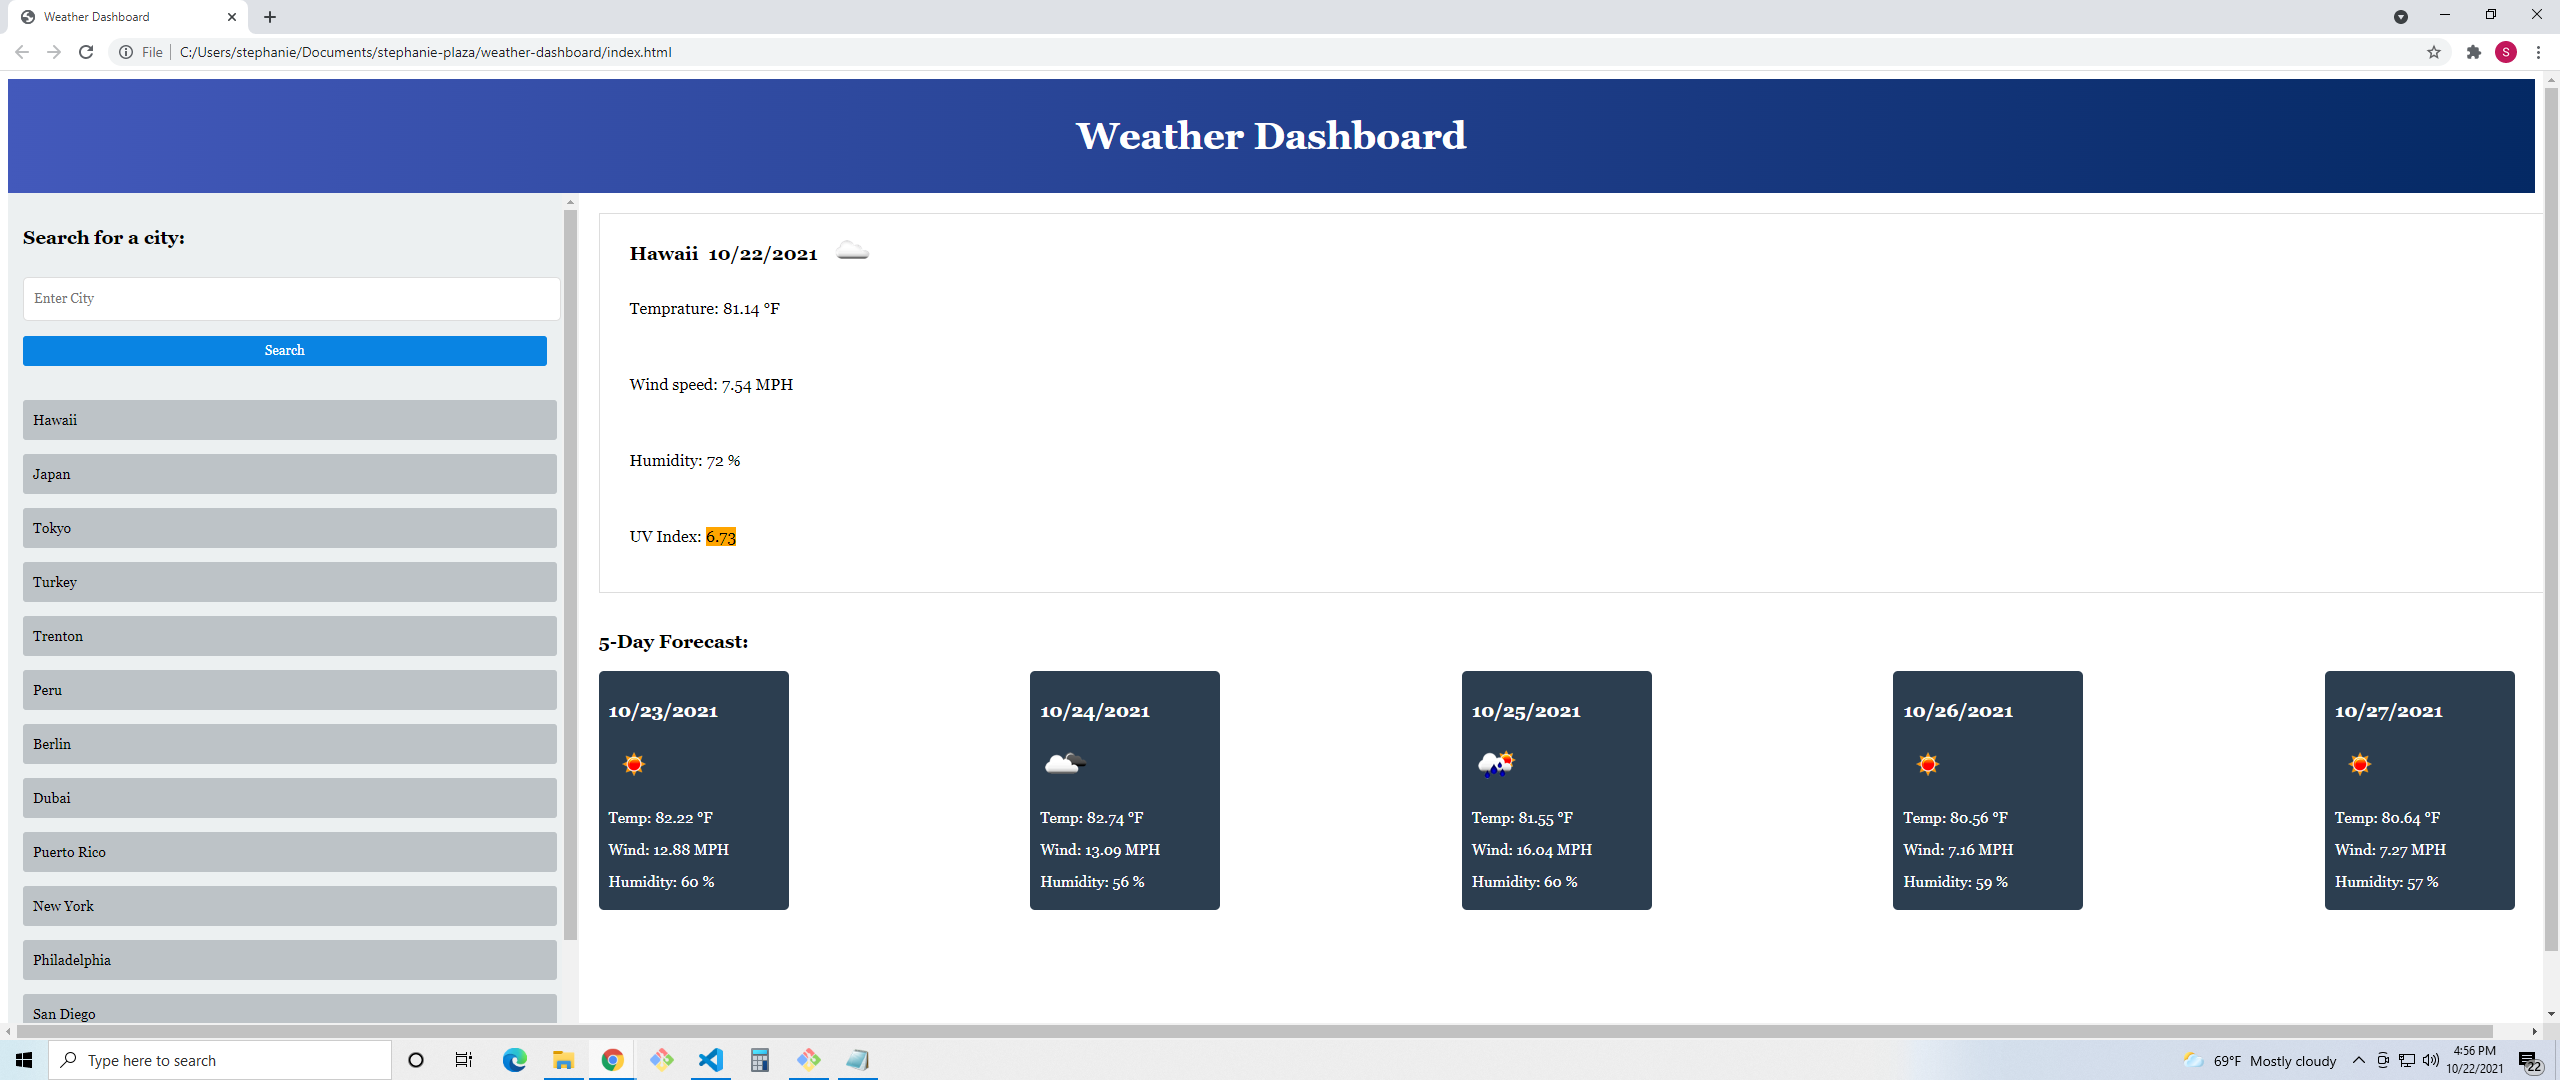 Weather Dashboard
File | C:/Users/stephanie/Documents/stephanie-plaza/weather-dashboard/index.html
S
Weather Dashboard
Search for a city:
Enter City
Search
Hawaii
Japan
Tokyo
Turkey
Trenton
Peru
Berlin
Dubai
Puerto Rico
New York
Philadelphia
San Diego
Hawaii 10/22/2021
Temprature: 81.14 °F
Wind speed: 7.54 MPH
Humidity: 72 %
UV Index: 6.73
5-Day Forecast:
10/23/2021
Temp: 82.22 °F
Wind: 12.88 MPH
Humidity: 60 %
10/24/2021
Temp: 82.74 °F
Wind: 13.09 MPH
Humidity: 56 %
10/25/2021
Temp: 81.55 °F
Wind: 16.04 MPH
Humidity: 60 %
10/26/2021
Temp: 80.56 °F
Wind: 7.16 MPH
Humidity: 59 %
10/27/2021
Temp: 80.64 °F
Wind: 7.27 MPH
Humidity: 57 %
Type here to search
69°F Mostly cloudy
4:56 PM
10/22/2021
22